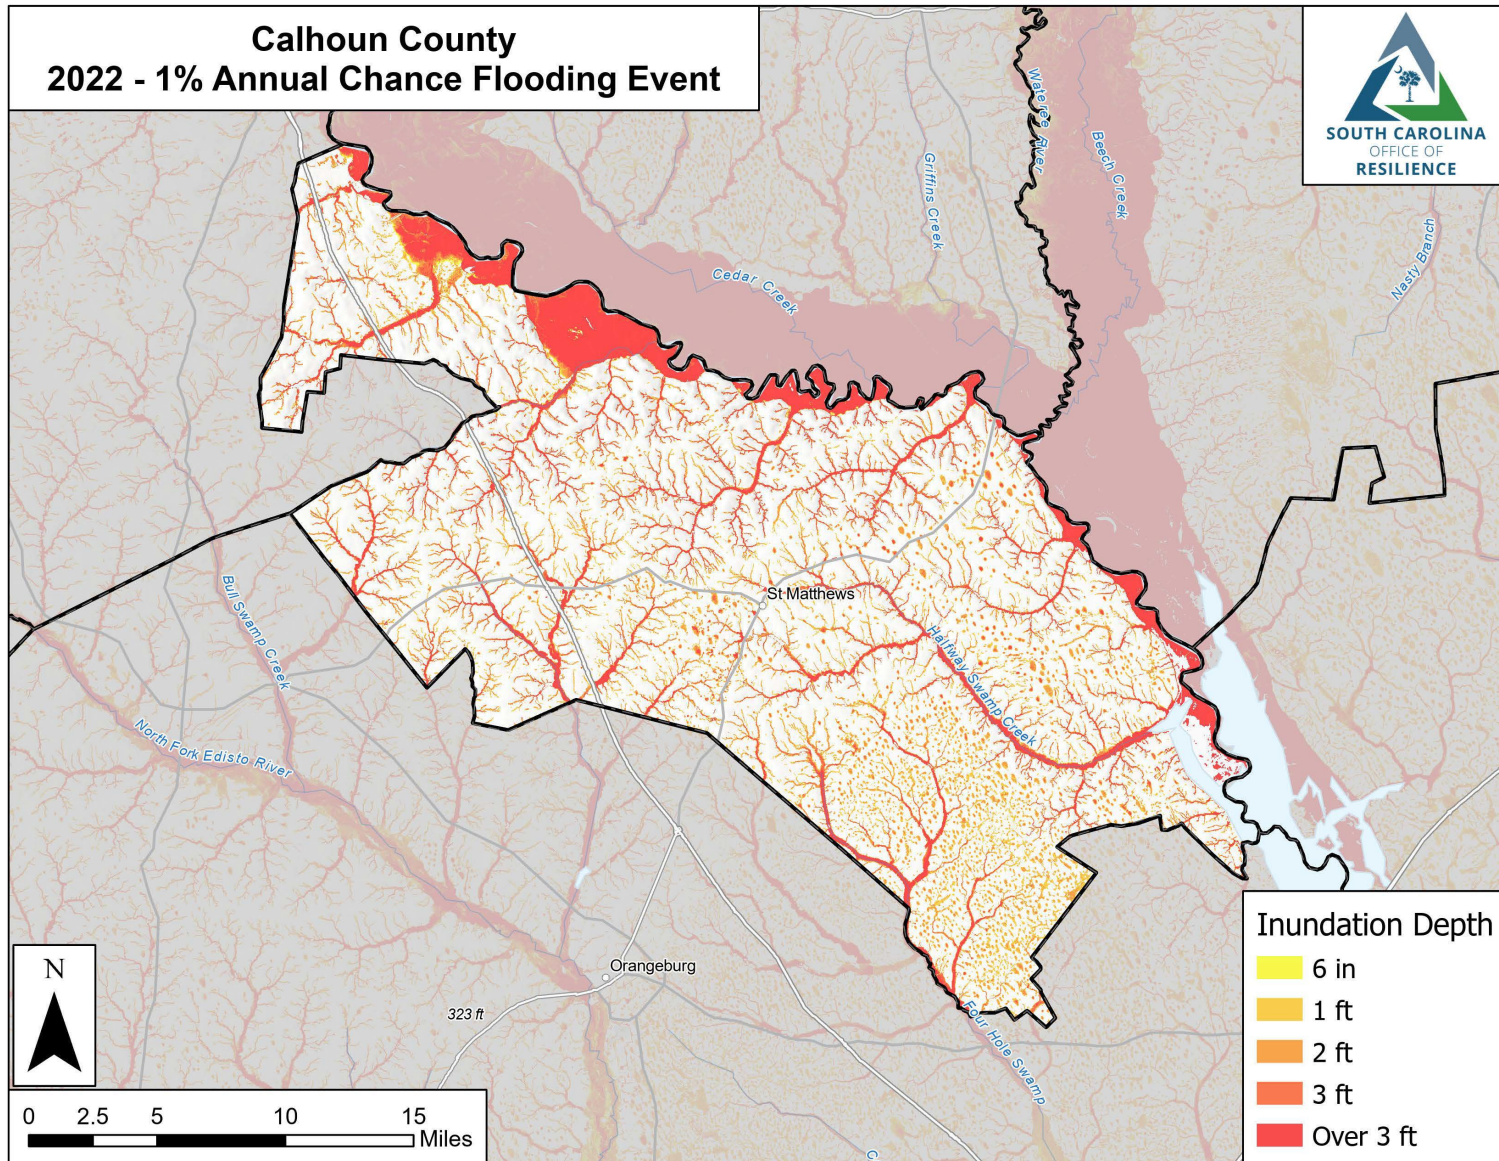 Calhoun County
2022 - 1% Annual Chance Flooding Event
SOUTH CAROLINA
OFFICE OF
RESILIENCE
Wateree River
Beech Creek
Griffins Creek
Nasty Branch
Cedar Creek
St Matthews
Halfway Swamp Creek
Bull Swamp Creek
North Fork Edisto River
Orangeburg
323 ft
Four Hole Swamp
C
N
0 2.5 5 10 15
Miles
Inundation Depth
6 in
1 ft
2 ft
3 ft
Over 3 ft